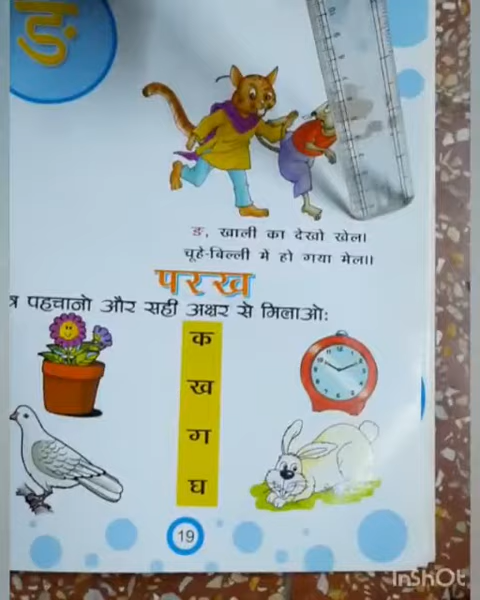 ङ
ङ, खाली का देखो खेल।
चूहे-बिल्ली मे हो गया मेल॥
परख
पहचानो और सही अक्षर से मिलाओ:
क
ख
ग
घ
19
InShOt